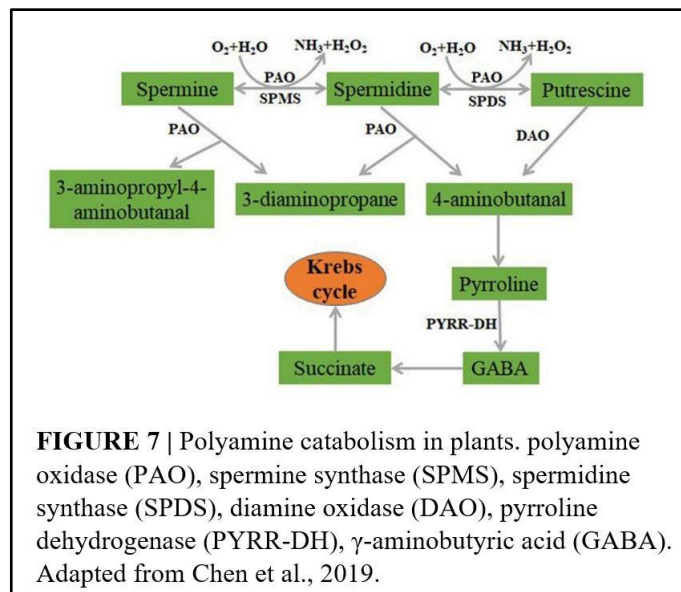 O₂+H₂O NH₃+H₂O₂ O₂+H₂O NH₃+H₂O₂
PAO PAO
Spermine Spermidine Putrescine
SPMS SPDS
PAO PAO DAO
3-aminopropyl-4-
aminobutanal
3-diaminopropane
4-aminobutanal
Krebs
cycle
Pyrroline
PYRR-DH
Succinate
GABA
FIGURE 7 | Polyamine catabolism in plants. polyamine
oxidase (PAO), spermine synthase (SPMS), spermidine
synthase (SPDS), diamine oxidase (DAO), pyrroline
dehydrogenase (PYRR-DH), γ-aminobutyric acid (GABA).
Adapted from Chen et al., 2019.